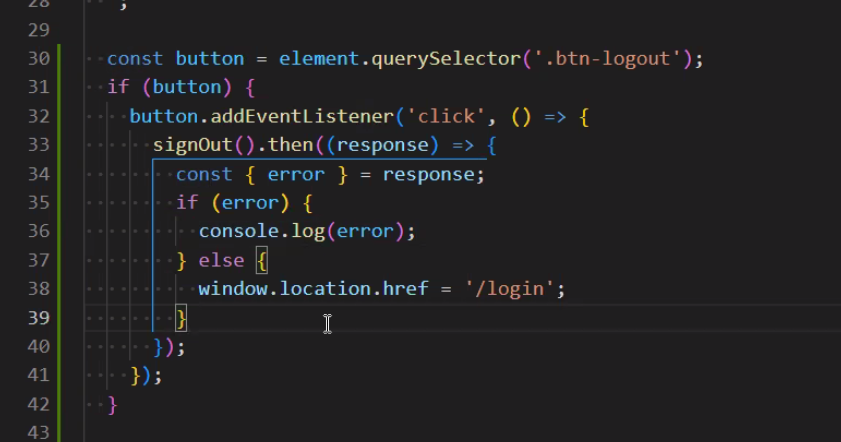 28 ;
29
30 const button = element.querySelector('.btn-logout');
31 if (button) {
32 button.addEventListener('click', () => {
33 signOut().then((response) => {
34 const { error } = response;
35 if (error) {
36 console.log(error);
37 } else {
38 window.location.href = '/login';
39 }
40 });
41 });
42 }
43